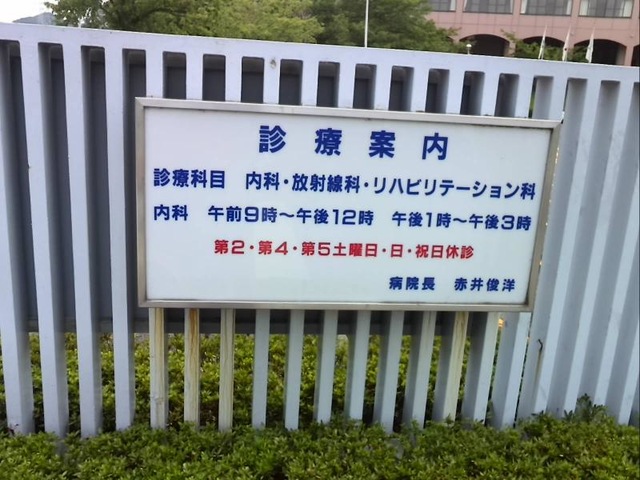 診療案内
診療科目　内科・放射線科・リハビリテーション科
内科　午前9時～午後12時　午後1時～午後3時
第2・第4・第5土曜日・日・祝日休診
病院長　赤井俊洋